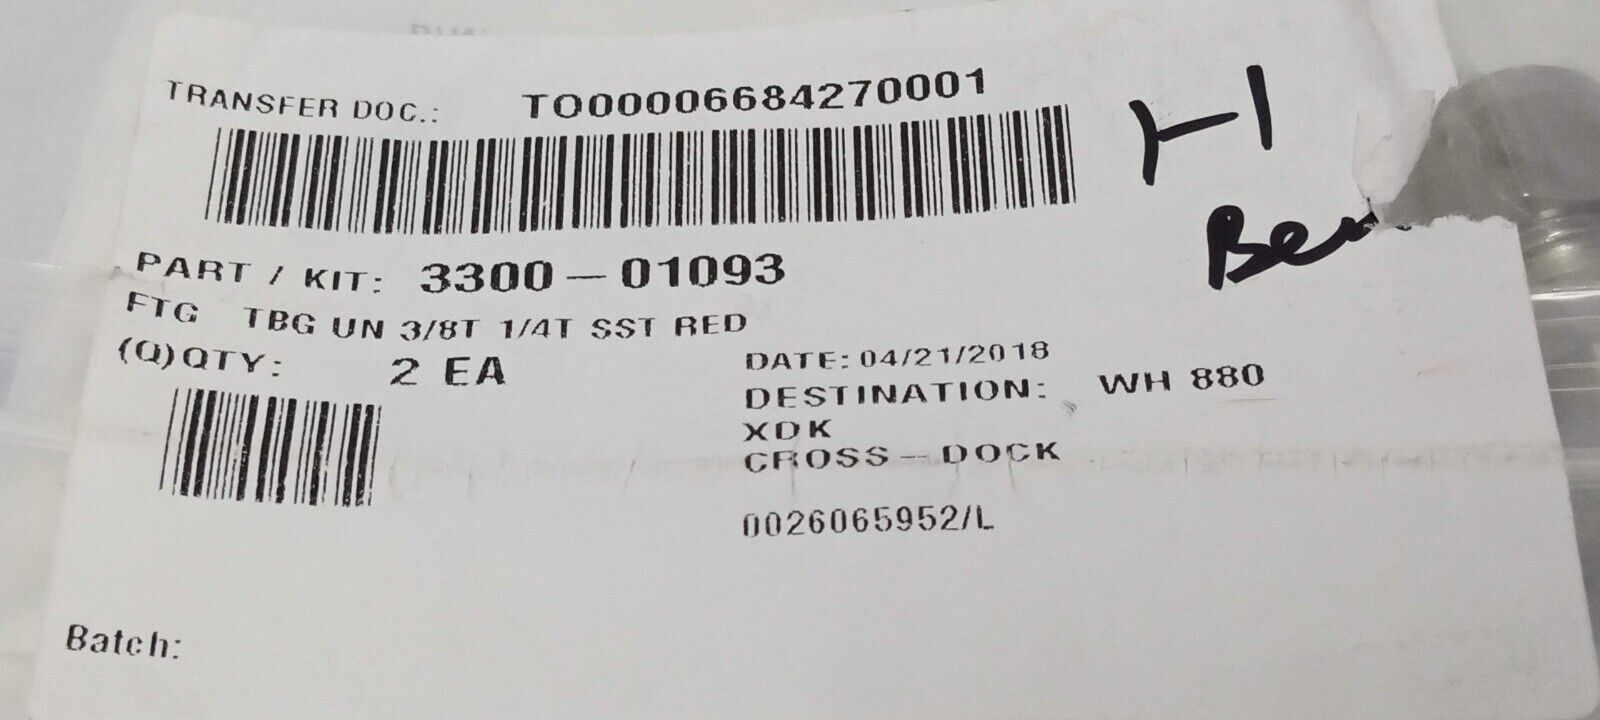 TRANSFER DOC.: TO00006684270001
PART / KIT: 3300-01093
FTG TBG UN 3/8T 1/4T SST RED
(Q)QTY: 2 EA
DATE: 04/21/2018
DESTINATION: WH 880
XDK
CROSS-DOCK
0026065952/L
Batch: